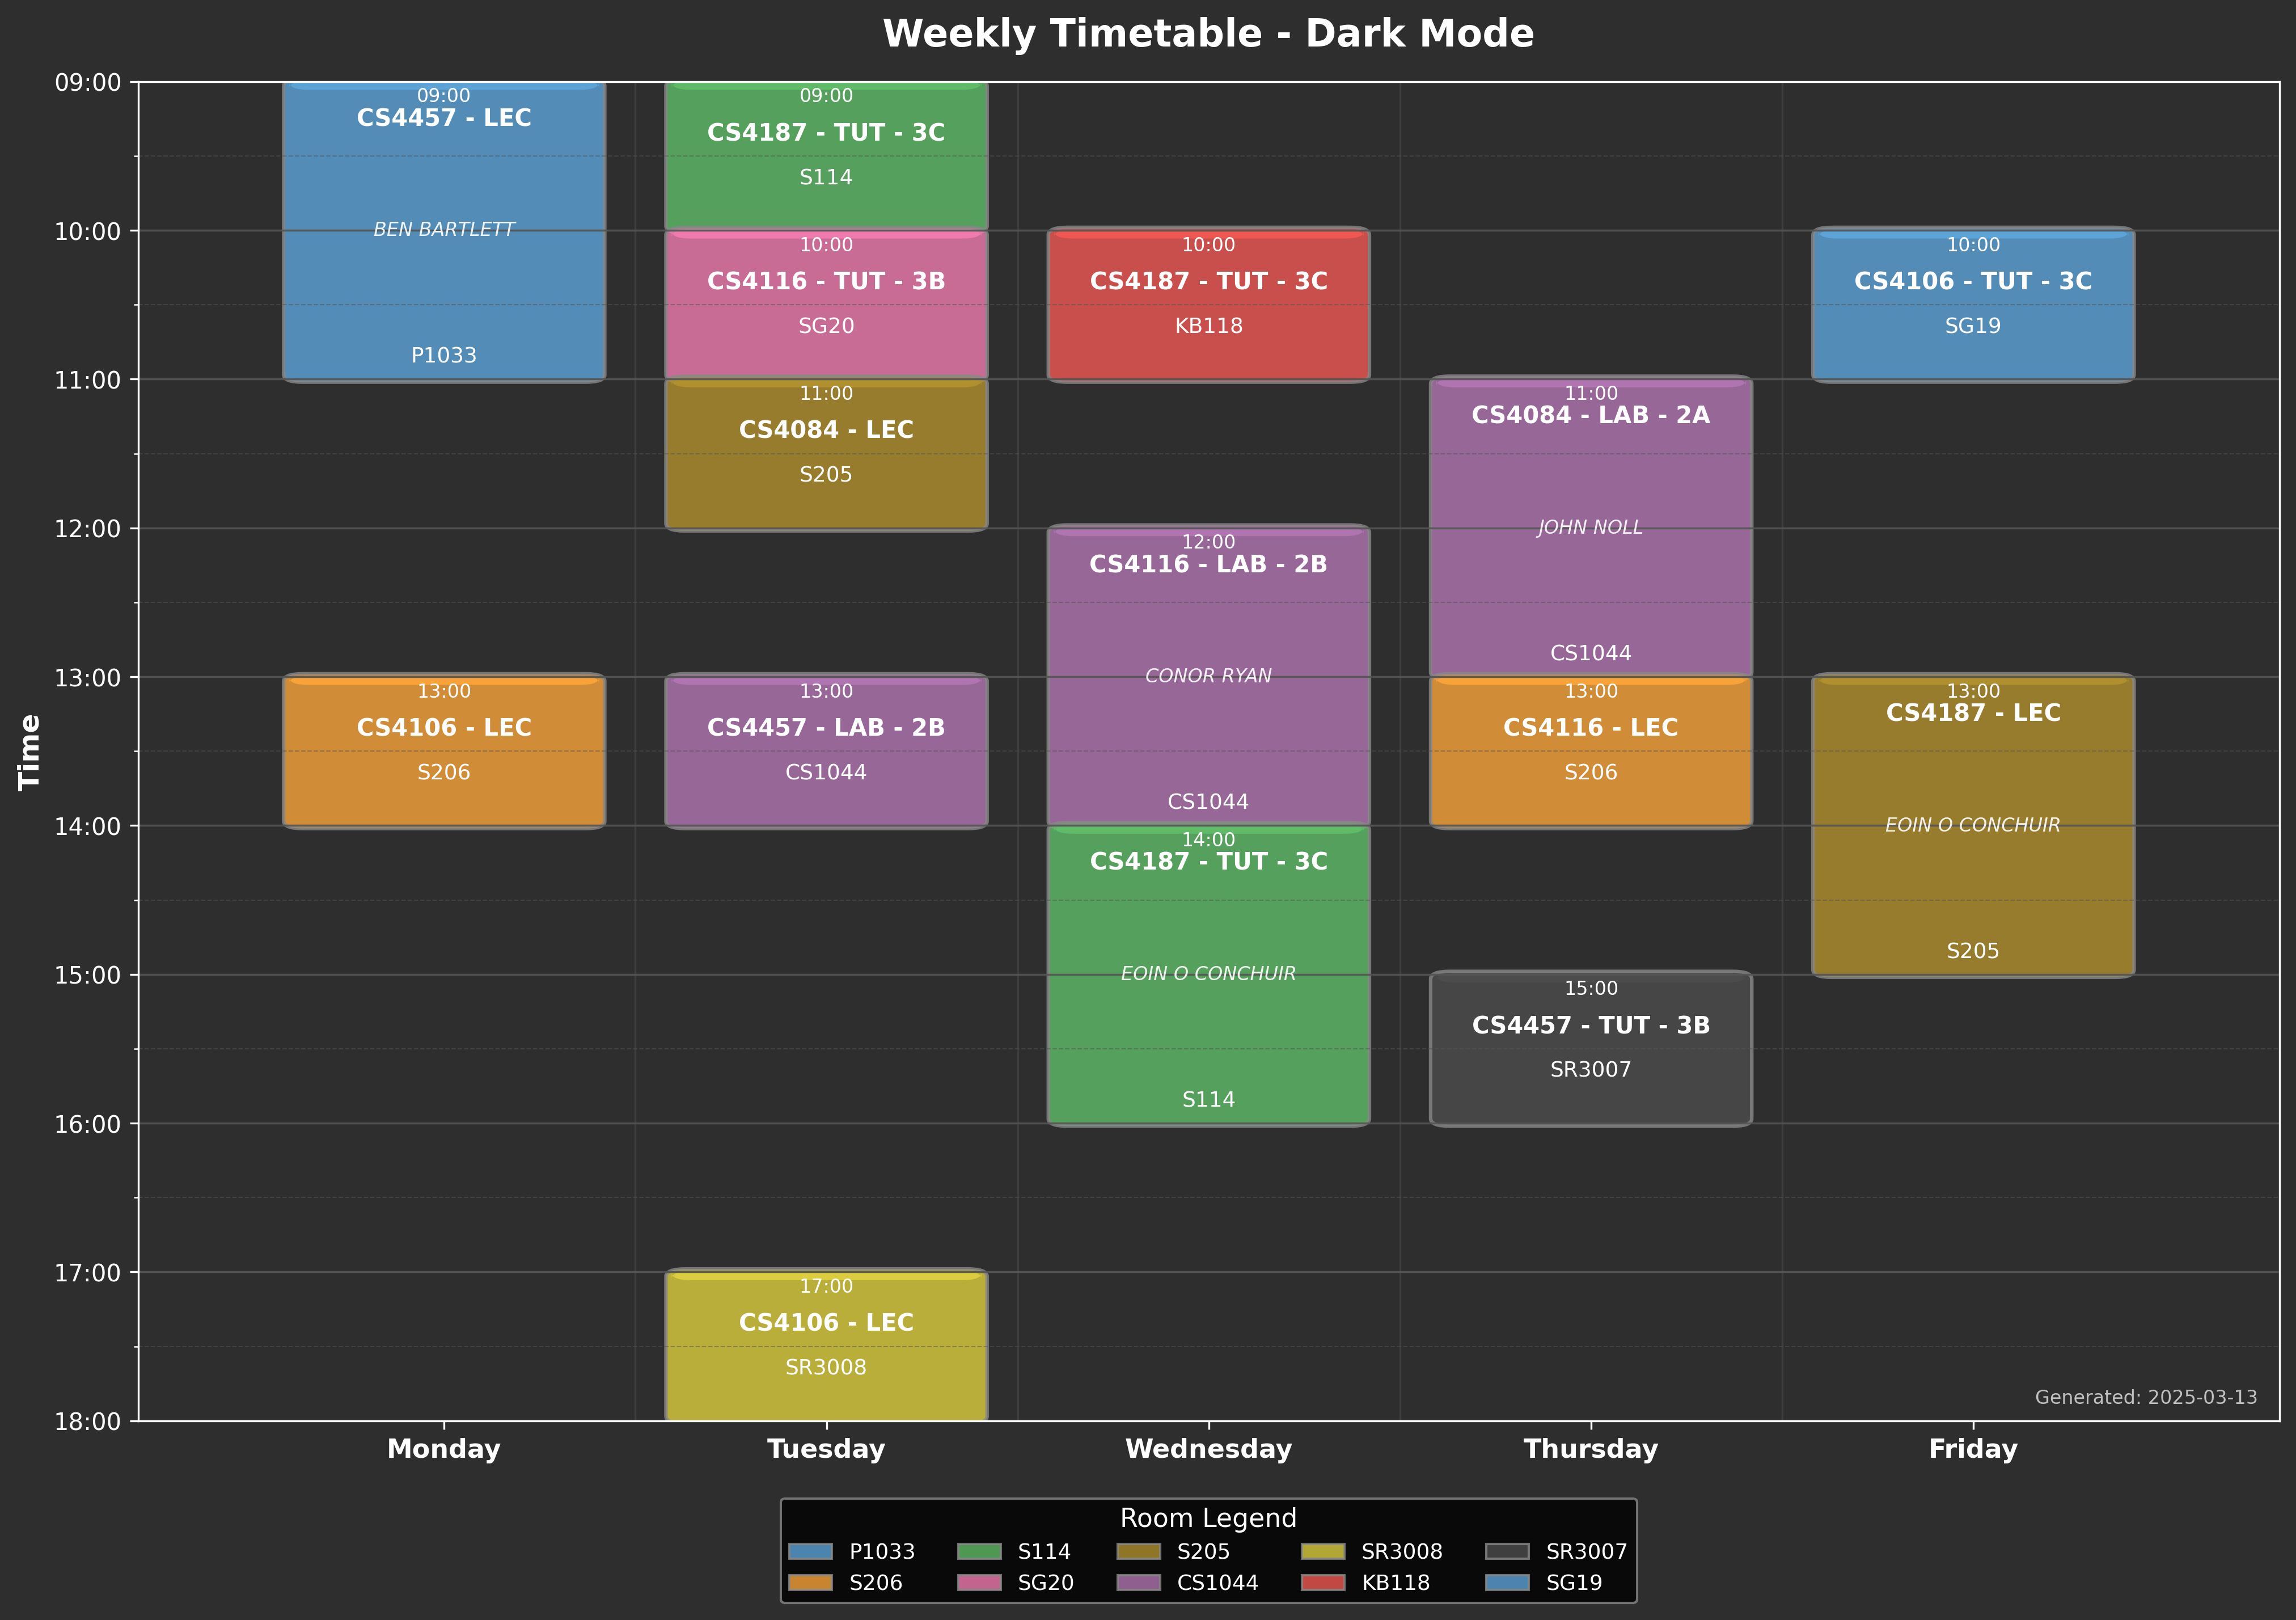 Weekly Timetable - Dark Mode
Time
09:00
10:00
11:00
12:00
13:00
14:00
15:00
16:00
17:00
18:00
09:00
CS4457 - LEC
BEN BARTLETT
P1033
13:00
CS4106 - LEC
S206
09:00
CS4187 - TUT - 3C
S114
10:00
CS4116 - TUT - 3B
SG20
11:00
CS4084 - LEC
S205
13:00
CS4457 - LAB - 2B
CS1044
17:00
CS4106 - LEC
SR3008
10:00
CS4187 - TUT - 3C
KB118
12:00
CS4116 - LAB - 2B
CONOR RYAN
CS1044
14:00
CS4187 - TUT - 3C
EOIN O CONCHUIR
S114
11:00
CS4084 - LAB - 2A
JOHN NOLL
CS1044
13:00
CS4116 - LEC
S206
15:00
CS4457 - TUT - 3B
SR3007
10:00
CS4106 - TUT - 3C
SG19
13:00
CS4187 - LEC
EOIN O CONCHUIR
S205
Generated: 2025-03-13
Monday Tuesday Wednesday Thursday Friday
Room Legend
P1033 S114 S205 SR3008 SR3007
S206 SG20 CS1044 KB118 SG19